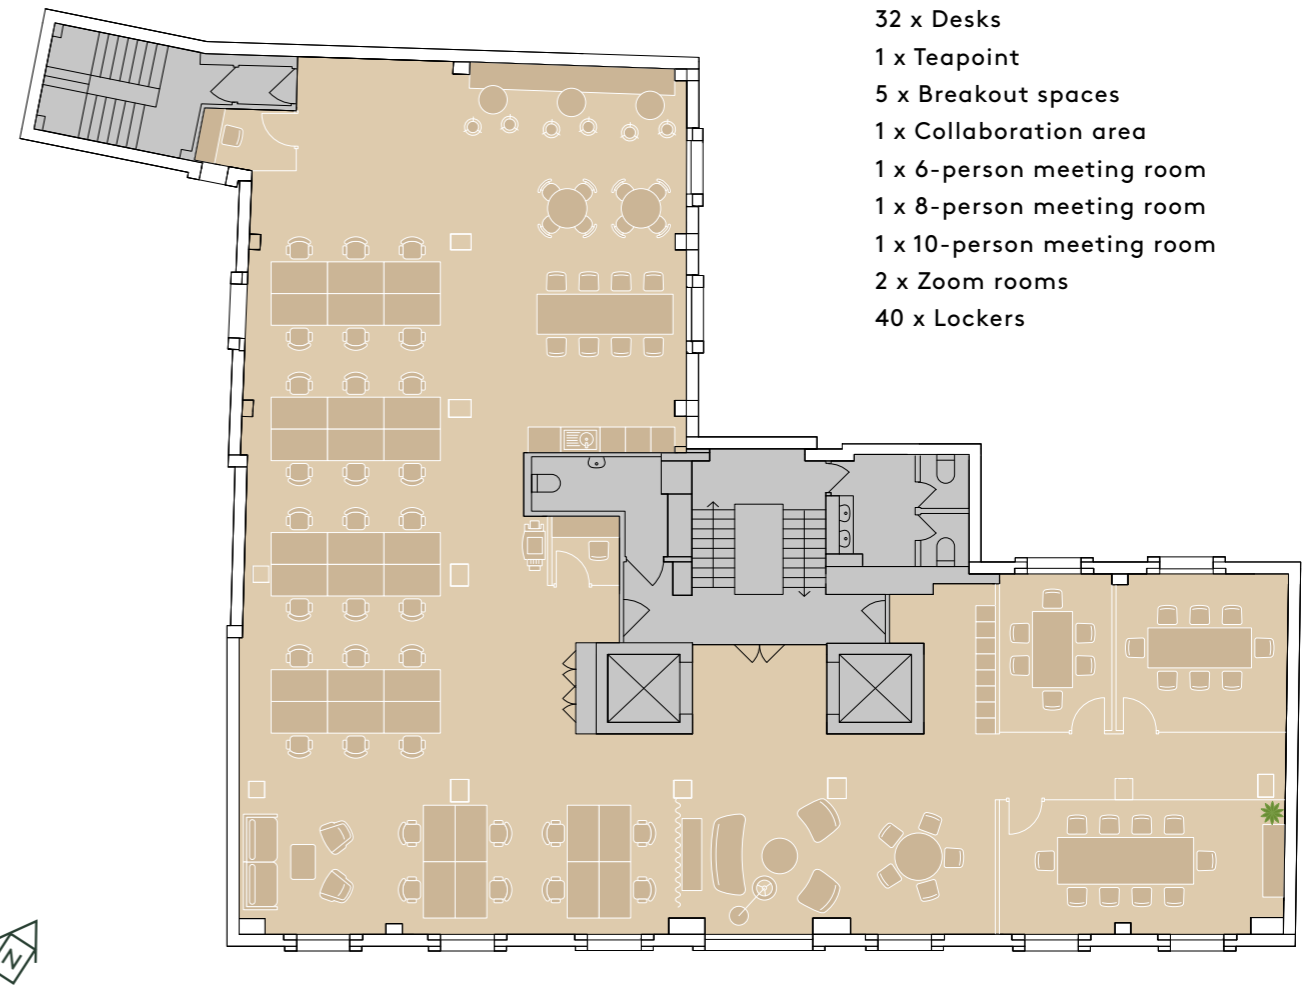 32 x Desks
1 x Teapoint
5 x Breakout spaces
1 x Collaboration area
1 x 6-person meeting room
1 x 8-person meeting room
1 x 10-person meeting room
2 x Zoom rooms
40 x Lockers
N